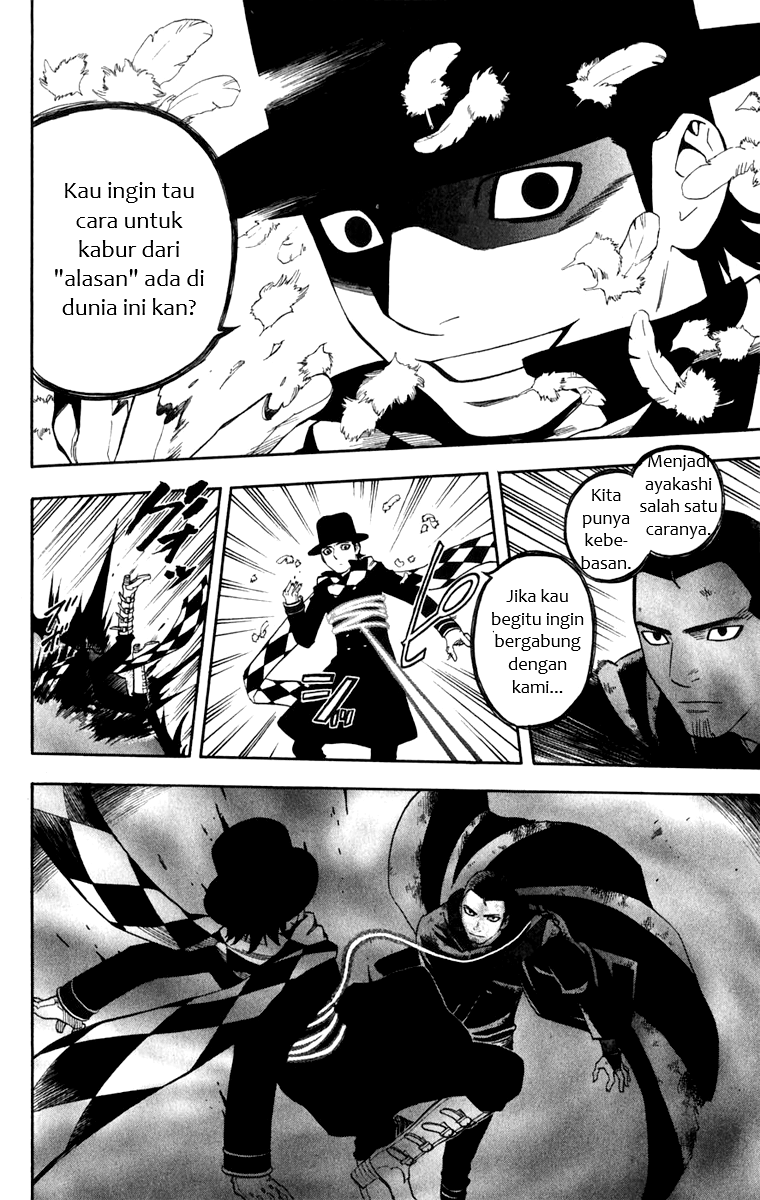 Kau ingin tau
cara untuk
kabur dari
"alasan" ada di
dunia ini kan?
Menjadi
ayakashi
salah satu
caranya.
Kita
punya
kebe-
basan.
Jika kau
begitu ingin
bergabung
dengan
kami...